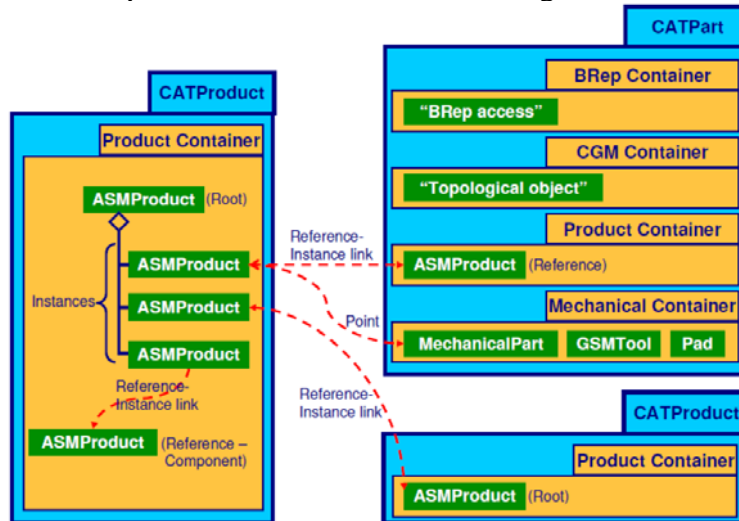 CATProduct
Product Container
ASMProduct (Root)
Instances
ASMProduct
ASMProduct
ASMProduct
Reference-
Instance link
ASMProduct (Reference –
Component)
Reference-
Instance link
Point
Reference-
Instance link
CATPart
BRep Container
“BRep access”
CGM Container
“Topological object”
Product Container
ASMProduct (Reference)
Mechanical Container
MechanicalPart GSMTool Pad
CATProduct
Product Container
ASMProduct (Root)